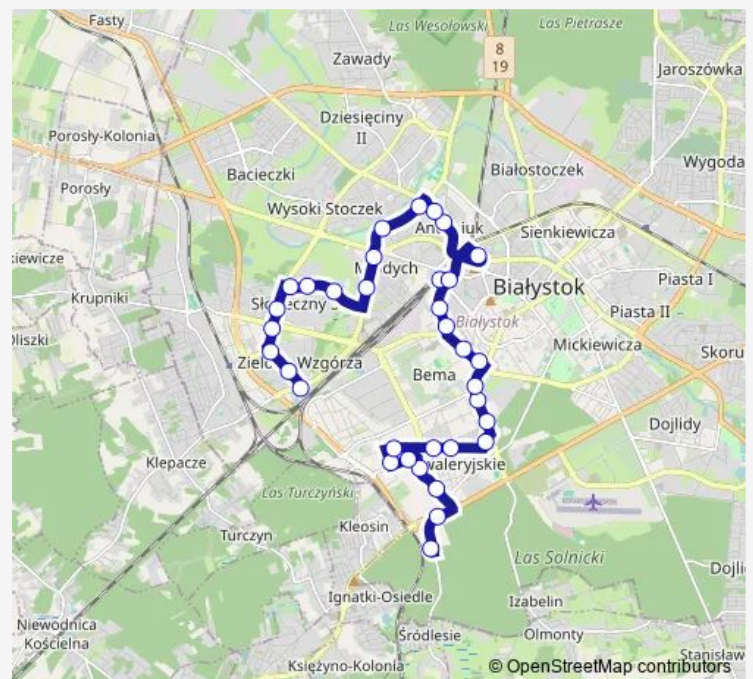 Fasty
Las Wesołowski
Las Pietrasze
8
19
Zawady
Jaroszówka
Dziesięciny
II
Porosły-Kolonia
Białostoczek
Wygoda
Bacieczki
Porosły
Wysoki Stoczek
Sienkiewicza
Piasta I
Krupniki
Białystok
Białystok
Piasta II
Mickiewicza
Wzgórza
Bema
Dojlidy
Klepacze
Las Turczyński
Kleosin
Turczyn
Las Solnicki
Ignatki-Osiedle
Izabelin
Niewodnica
Kościelna
Śródlesie
Olmonty
Księżyno-Kolonia
© OpenStreetMap contributors